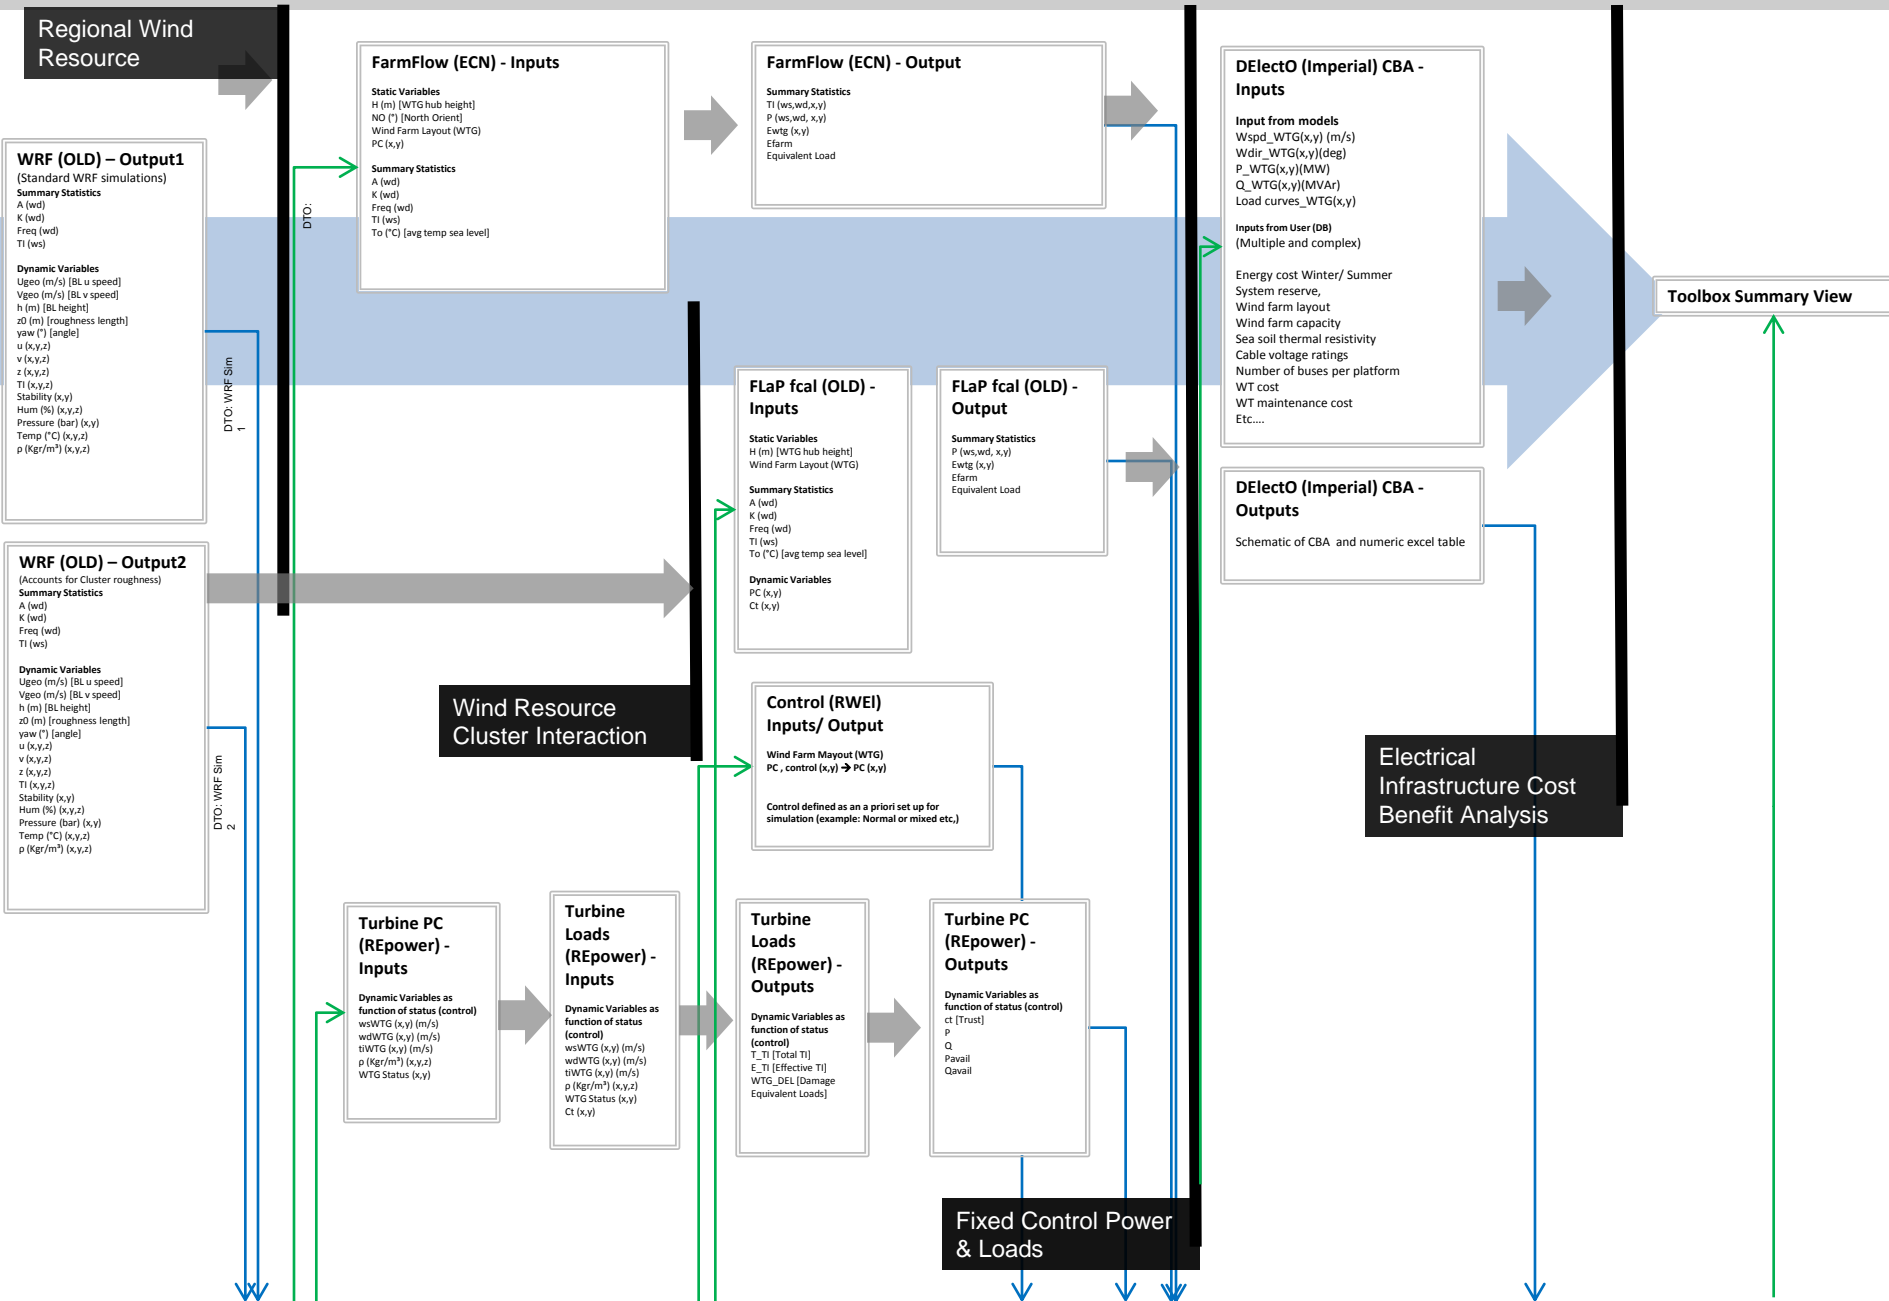 Regional Wind
Resource
WRF (OLD) – Output1
(Standard WRF simulations)
Summary Statistics
A (wd)
K (wd)
Freq (wd)
TI (ws)
Dynamic Variables
Ugeo (m/s) [BL u speed]
Vgeo (m/s) [BL v speed]
h (m) [BL height]
z0 (m) [roughness length]
yaw (°) [angle]
u (x,y,z)
v (x,y,z)
z (x,y,z)
TI (x,y,z)
Stability (x,y)
Hum (%) (x,y,z)
Pressure (bar) (x,y)
Temp (°C) (x,y,z)
ρ (Kgr/m³) (x,y,z)
DTO: WRF Sim
1
WRF (OLD) – Output2
(Accounts for Cluster roughness)
Summary Statistics
A (wd)
K (wd)
Freq (wd)
TI (ws)
Dynamic Variables
Ugeo (m/s) [BL u speed]
Vgeo (m/s) [BL v speed]
h (m) [BL height]
z0 (m) [roughness length]
yaw (°) [angle]
u (x,y,z)
v (x,y,z)
z (x,y,z)
TI (x,y,z)
Stability (x,y)
Hum (%) (x,y,z)
Pressure (bar) (x,y)
Temp (°C) (x,y,z)
ρ (Kgr/m³) (x,y,z)
DTO: WRF Sim
2
DTO:
FarmFlow (ECN) - Inputs
Static Variables
H (m) [WTG hub height]
NO (°) [North Orient]
Wind Farm Layout (WTG)
PC (x,y)
Summary Statistics
A (wd)
K (wd)
Freq (wd)
TI (ws)
To (°C) [avg temp sea level]
FarmFlow (ECN) - Output
Summary Statistics
TI (ws,wd,x,y)
P (ws,wd, x,y)
Ewtg (x,y)
Efarm
Equivalent Load
Wind Resource
Cluster Interaction
FLaP fcal (OLD) -
Inputs
Static Variables
H (m) [WTG hub height]
Wind Farm Layout (WTG)
Summary Statistics
A (wd)
K (wd)
Freq (wd)
TI (ws)
To (°C) [avg temp sea level]
Dynamic Variables
PC (x,y)
Ct (x,y)
FLaP fcal (OLD) -
Output
Summary Statistics
P (ws,wd, x,y)
Ewtg (x,y)
Efarm
Equivalent Load
Control (RWEl)
Inputs/ Output
Wind Farm Mayout (WTG)
PC , control (x,y) → PC (x,y)
Control defined as an a priori set up for
simulation (example: Normal or mixed etc,)
Turbine PC
(REpower) -
Inputs
Dynamic Variables as
function of status (control)
wsWTG (x,y) (m/s)
wdWTG (x,y) (m/s)
tiWTG (x,y) (m/s)
ρ (Kgr/m³) (x,y,z)
WTG Status (x,y)
Turbine
Loads
(REpower) -
Inputs
Dynamic Variables as
function of status
(control)
wsWTG (x,y) (m/s)
wdWTG (x,y) (m/s)
tiWTG (x,y) (m/s)
ρ (Kgr/m³) (x,y,z)
WTG Status (x,y)
Ct (x,y)
Turbine
Loads
(REpower) -
Outputs
Dynamic Variables as
function of status
(control)
T_TI [Total TI]
E_TI [Effective TI]
WTG_DEL [Damage
Equivalent Loads]
Turbine PC
(REpower) -
Outputs
Dynamic Variables as
function of status (control)
ct [Trust]
P
Q
Pavail
Qavail
Fixed Control Power
& Loads
DElectO (Imperial) CBA -
Inputs
Input from models
Wspd_WTG(x,y) (m/s)
Wdir_WTG(x,y)(deg)
P_WTG(x,y)(MW)
Q_WTG(x,y)(MVAr)
Load curves_WTG(x,y)
Inputs from User (DB)
(Multiple and complex)
Energy cost Winter/ Summer
System reserve,
Wind farm layout
Wind farm capacity
Sea soil thermal resistivity
Cable voltage ratings
Number of buses per platform
WT cost
WT maintenance cost
Etc....
DElectO (Imperial) CBA -
Outputs
Schematic of CBA and numeric excel table
Electrical
Infrastructure Cost
Benefit Analysis
Toolbox Summary View